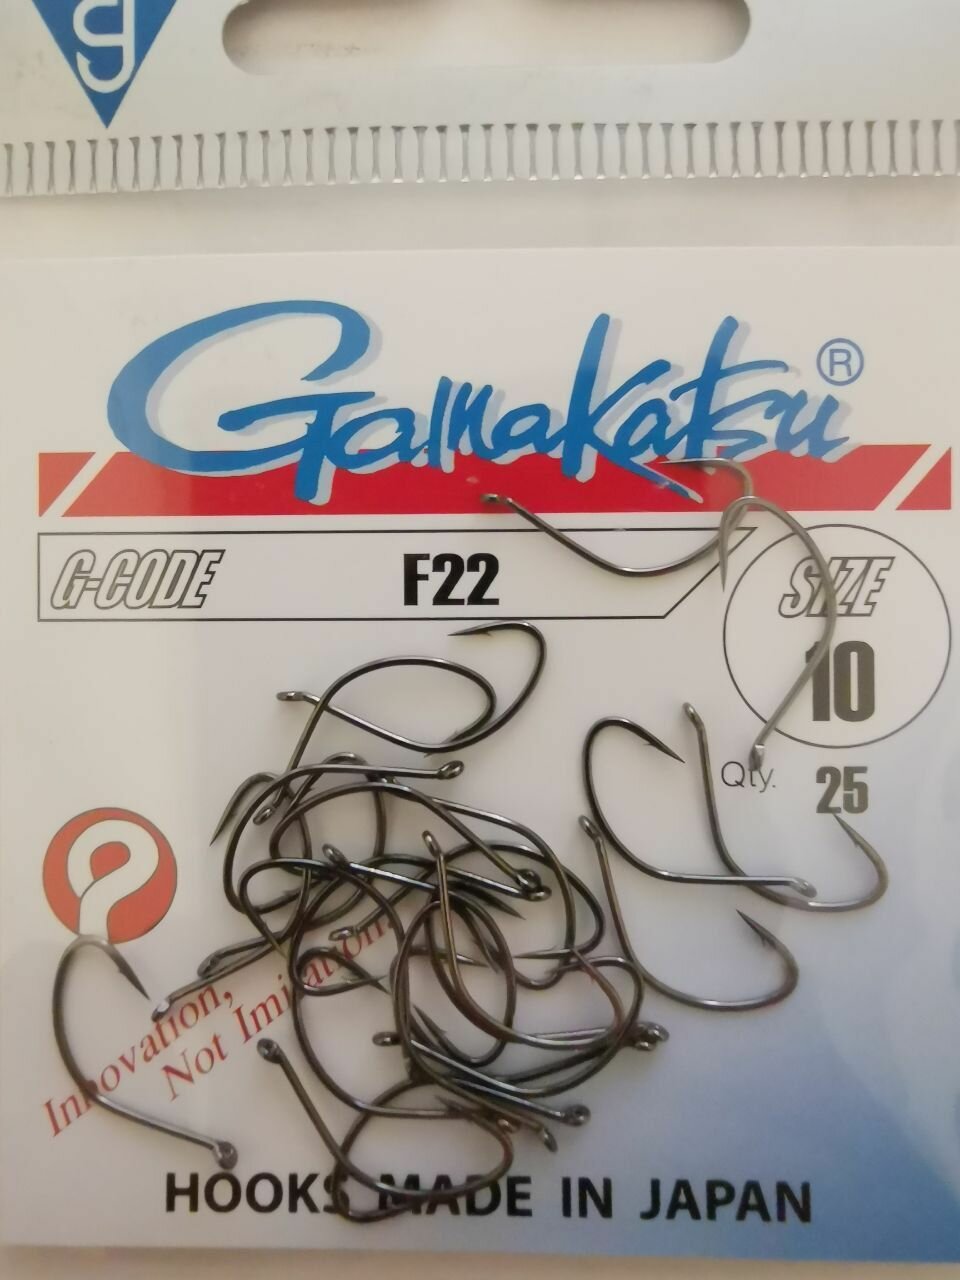 Gamakatsu®
G-CODE F22
SIZE
10
Qty. 25
Innovation,
Not Imitation.
HOOKS MADE IN JAPAN